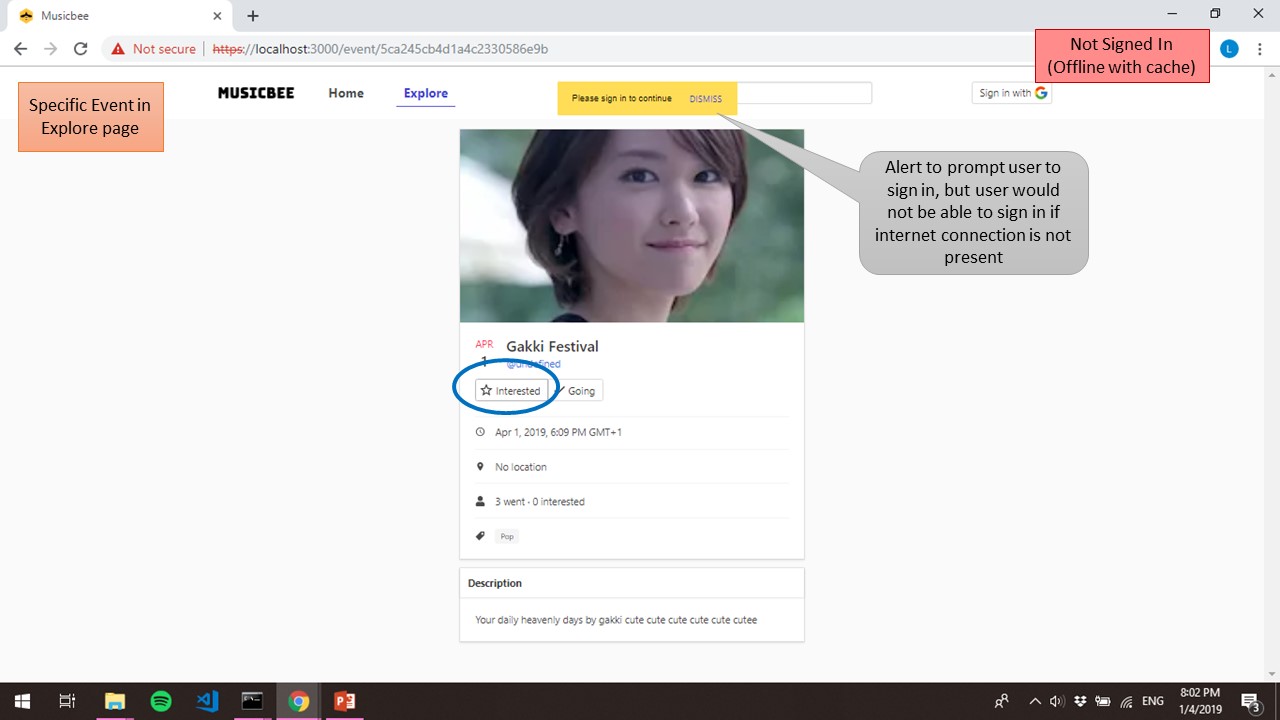 Musicbee
Not secure
https://localhost:3000/event/5ca245cb4d1a4c2330586e9b
L
Not Signed In
(Offline with cache)
Specific Event in
Explore page
MUSICBEE
Home
Explore
Please sign in to continue
DISMISS
Sign in with G
Alert to prompt user to
sign in, but user would
not be able to sign in if
internet connection is not
present
APR
1
Gakki Festival
@undefined
Interested
Going
Apr 1, 2019, 6:09 PM GMT+1
No location
3 went · 0 interested
Pop
Description
Your daily heavenly days by gakki cute cute cute cute cute cutee
ENG
8:02 PM
1/4/2019
3